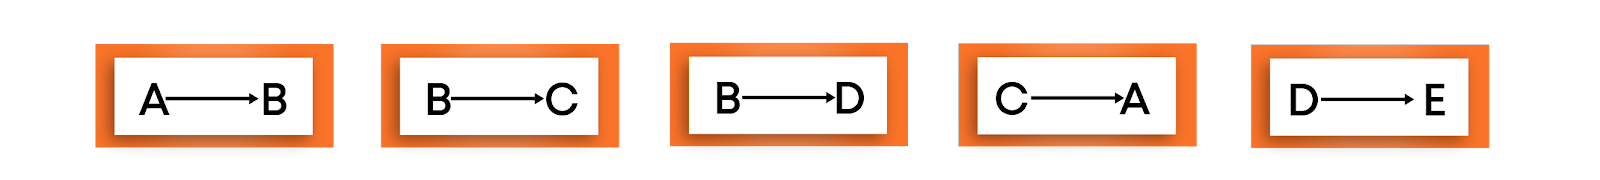 A→B B→C B→D C→A D→E